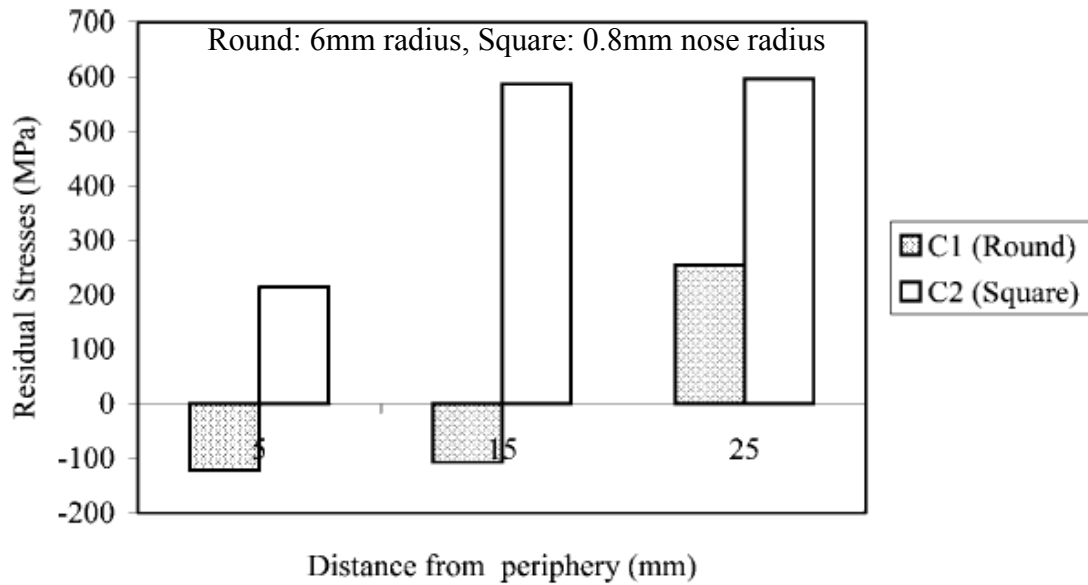 700
Round: 6mm radius, Square: 0.8mm nose radius
600
500
400
300
200
100
0
-100
-200
Residual Stresses (MPa)
5
15
25
Distance from periphery (mm)
C1 (Round)
C2 (Square)